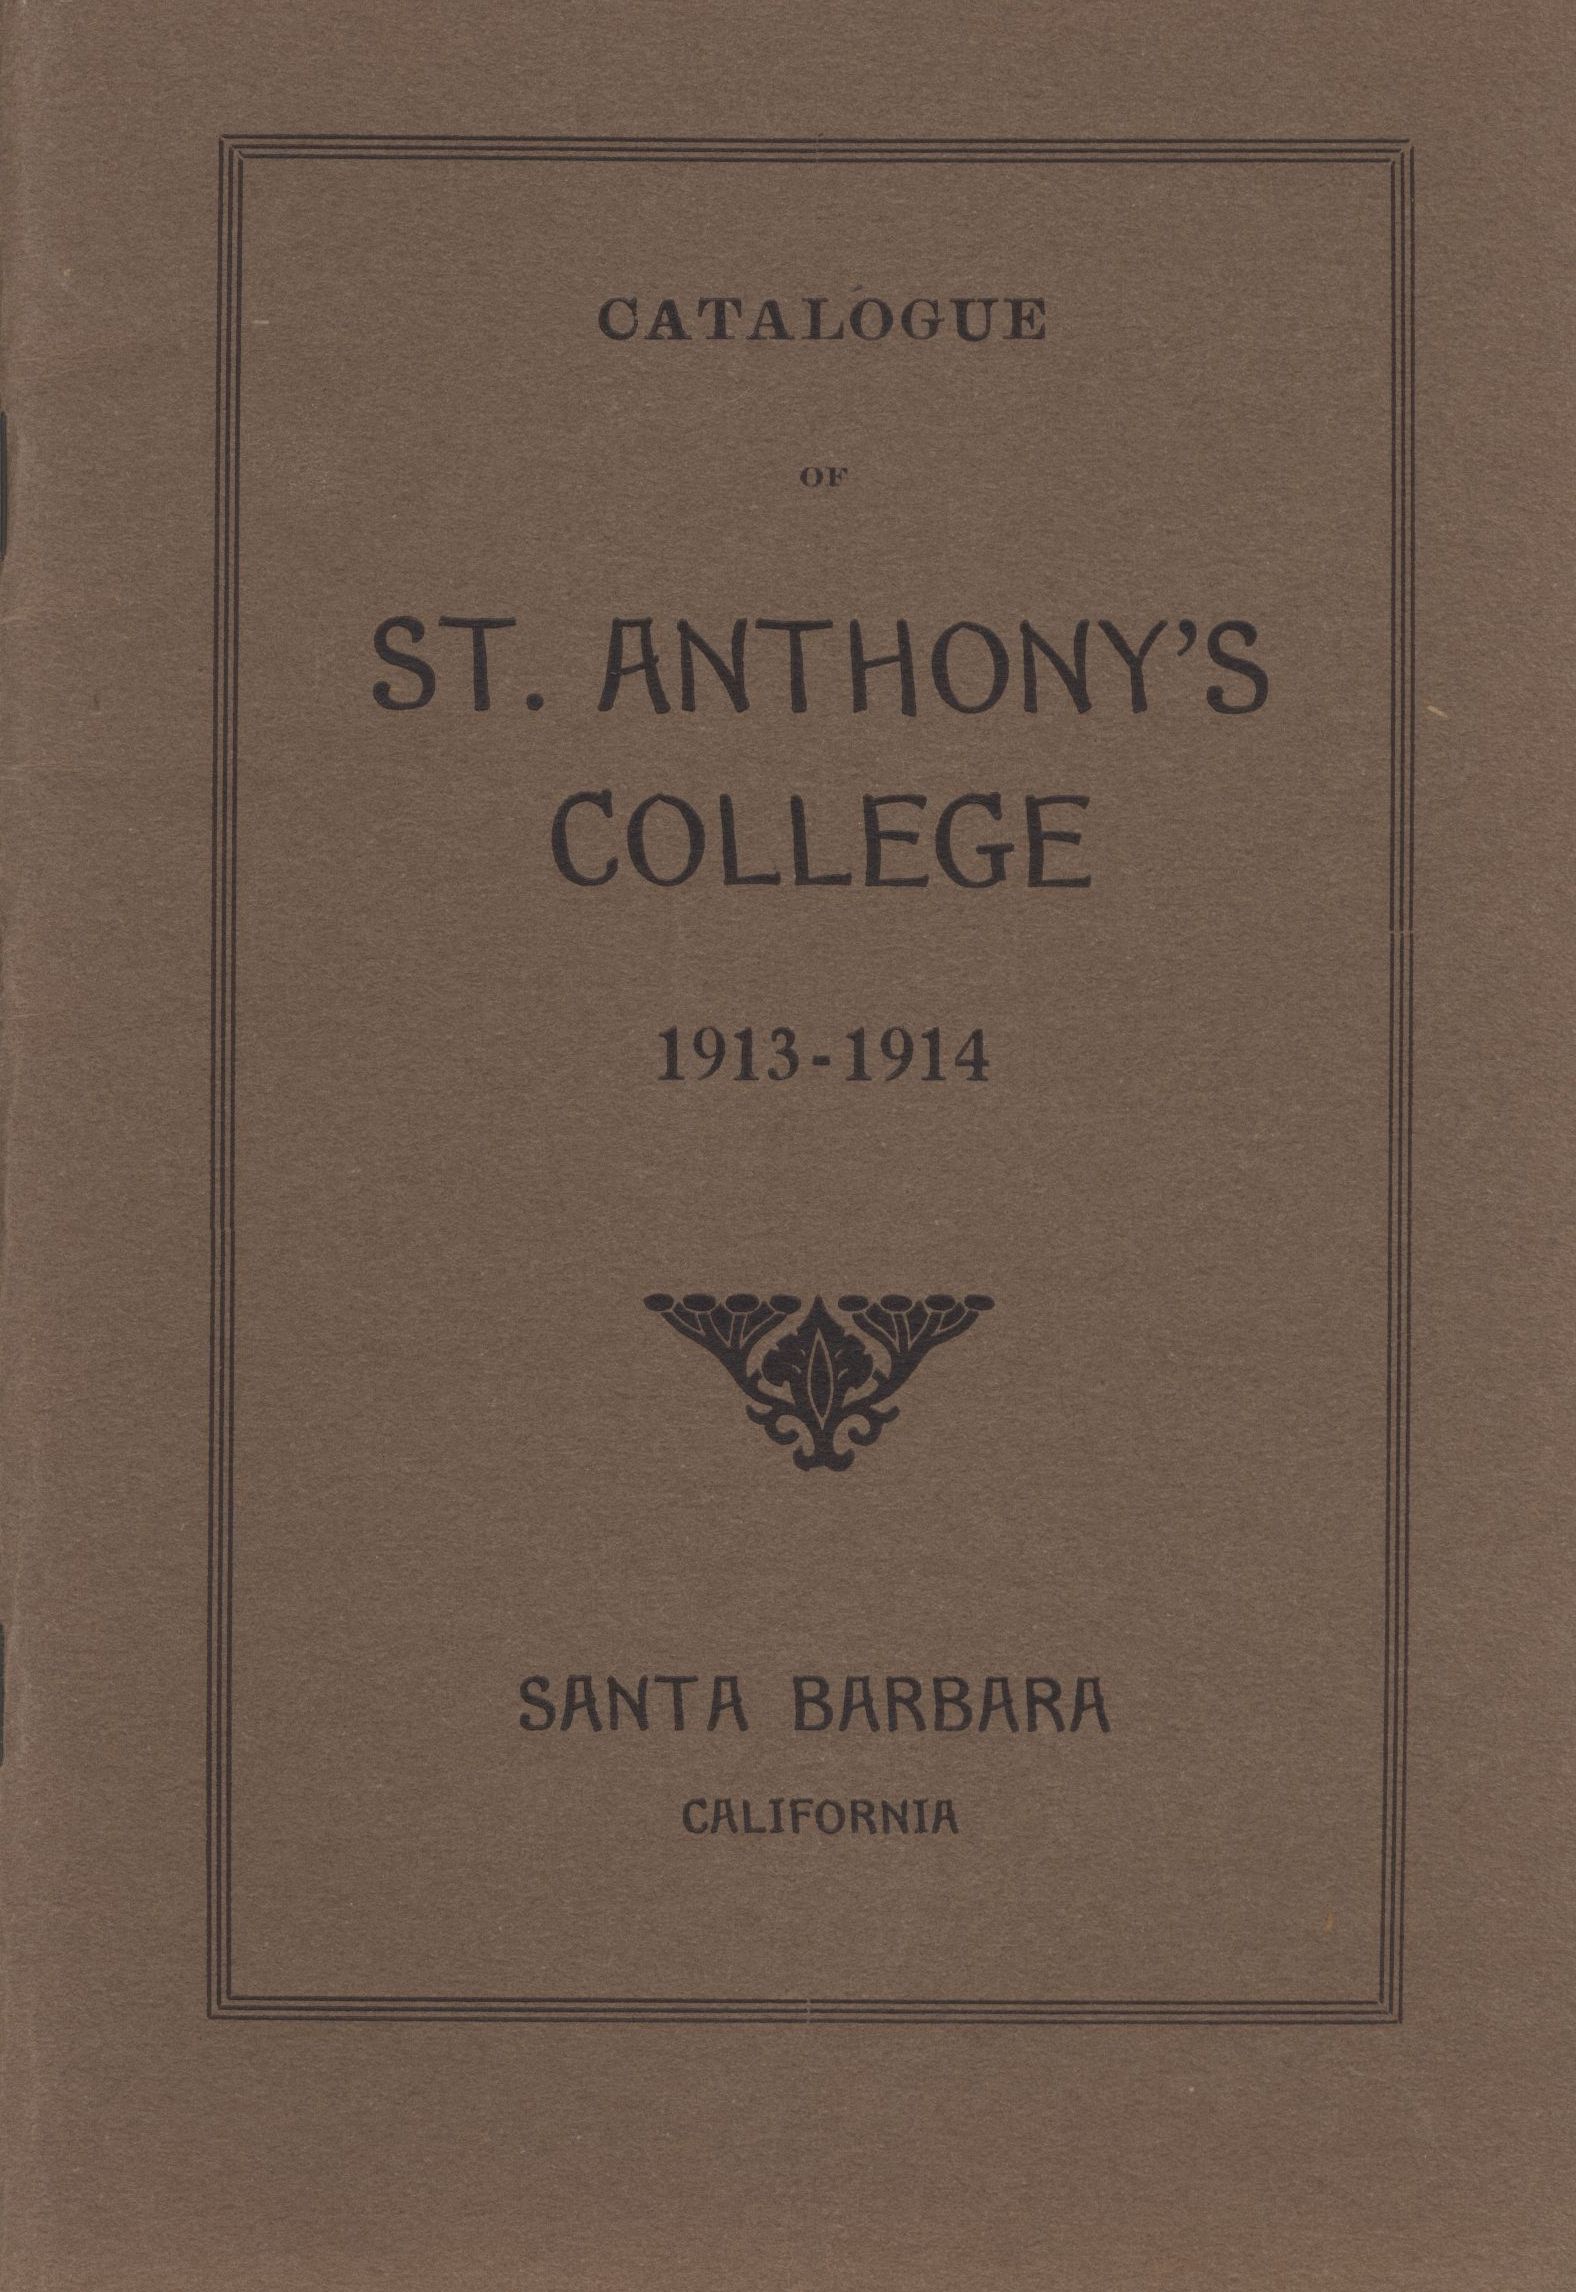 CATALOGUE
OF
ST. ANTHONY'S
COLLEGE
1913-1914
SANTA BARBARA
CALIFORNIA